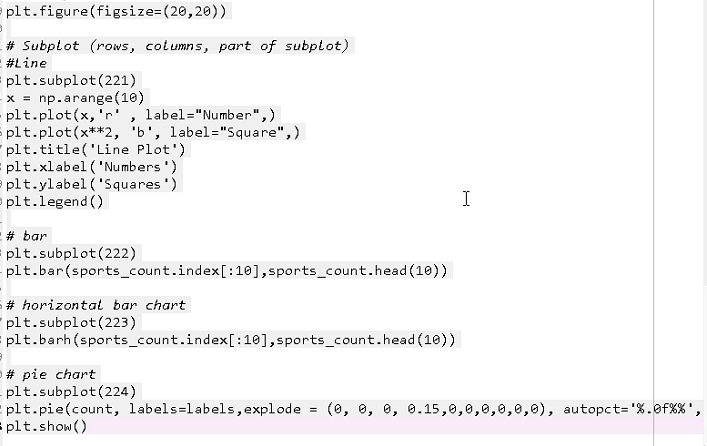 plt.figure(figsize=(20,20))
# Subplot (rows, columns, part of subplot)
#Line
plt.subplot(221)
x = np.arange(10)
plt.plot(x,'r' , label="Number",)
plt.plot(x**2, 'b', label="Square",)
plt.title('Line Plot')
plt.xlabel('Numbers')
plt.ylabel('Squares')
plt.legend()
# bar
plt.subplot(222)
plt.bar(sports_count.index[:10],sports_count.head(10))
# horizontal bar chart
plt.subplot(223)
plt.barh(sports_count.index[:10],sports_count.head(10))
# pie chart
plt.subplot(224)
plt.pie(count, labels=labels,explode = (0, 0, 0, 0.15,0,0,0,0,0,0), autopct='%.0f%%',
plt.show()